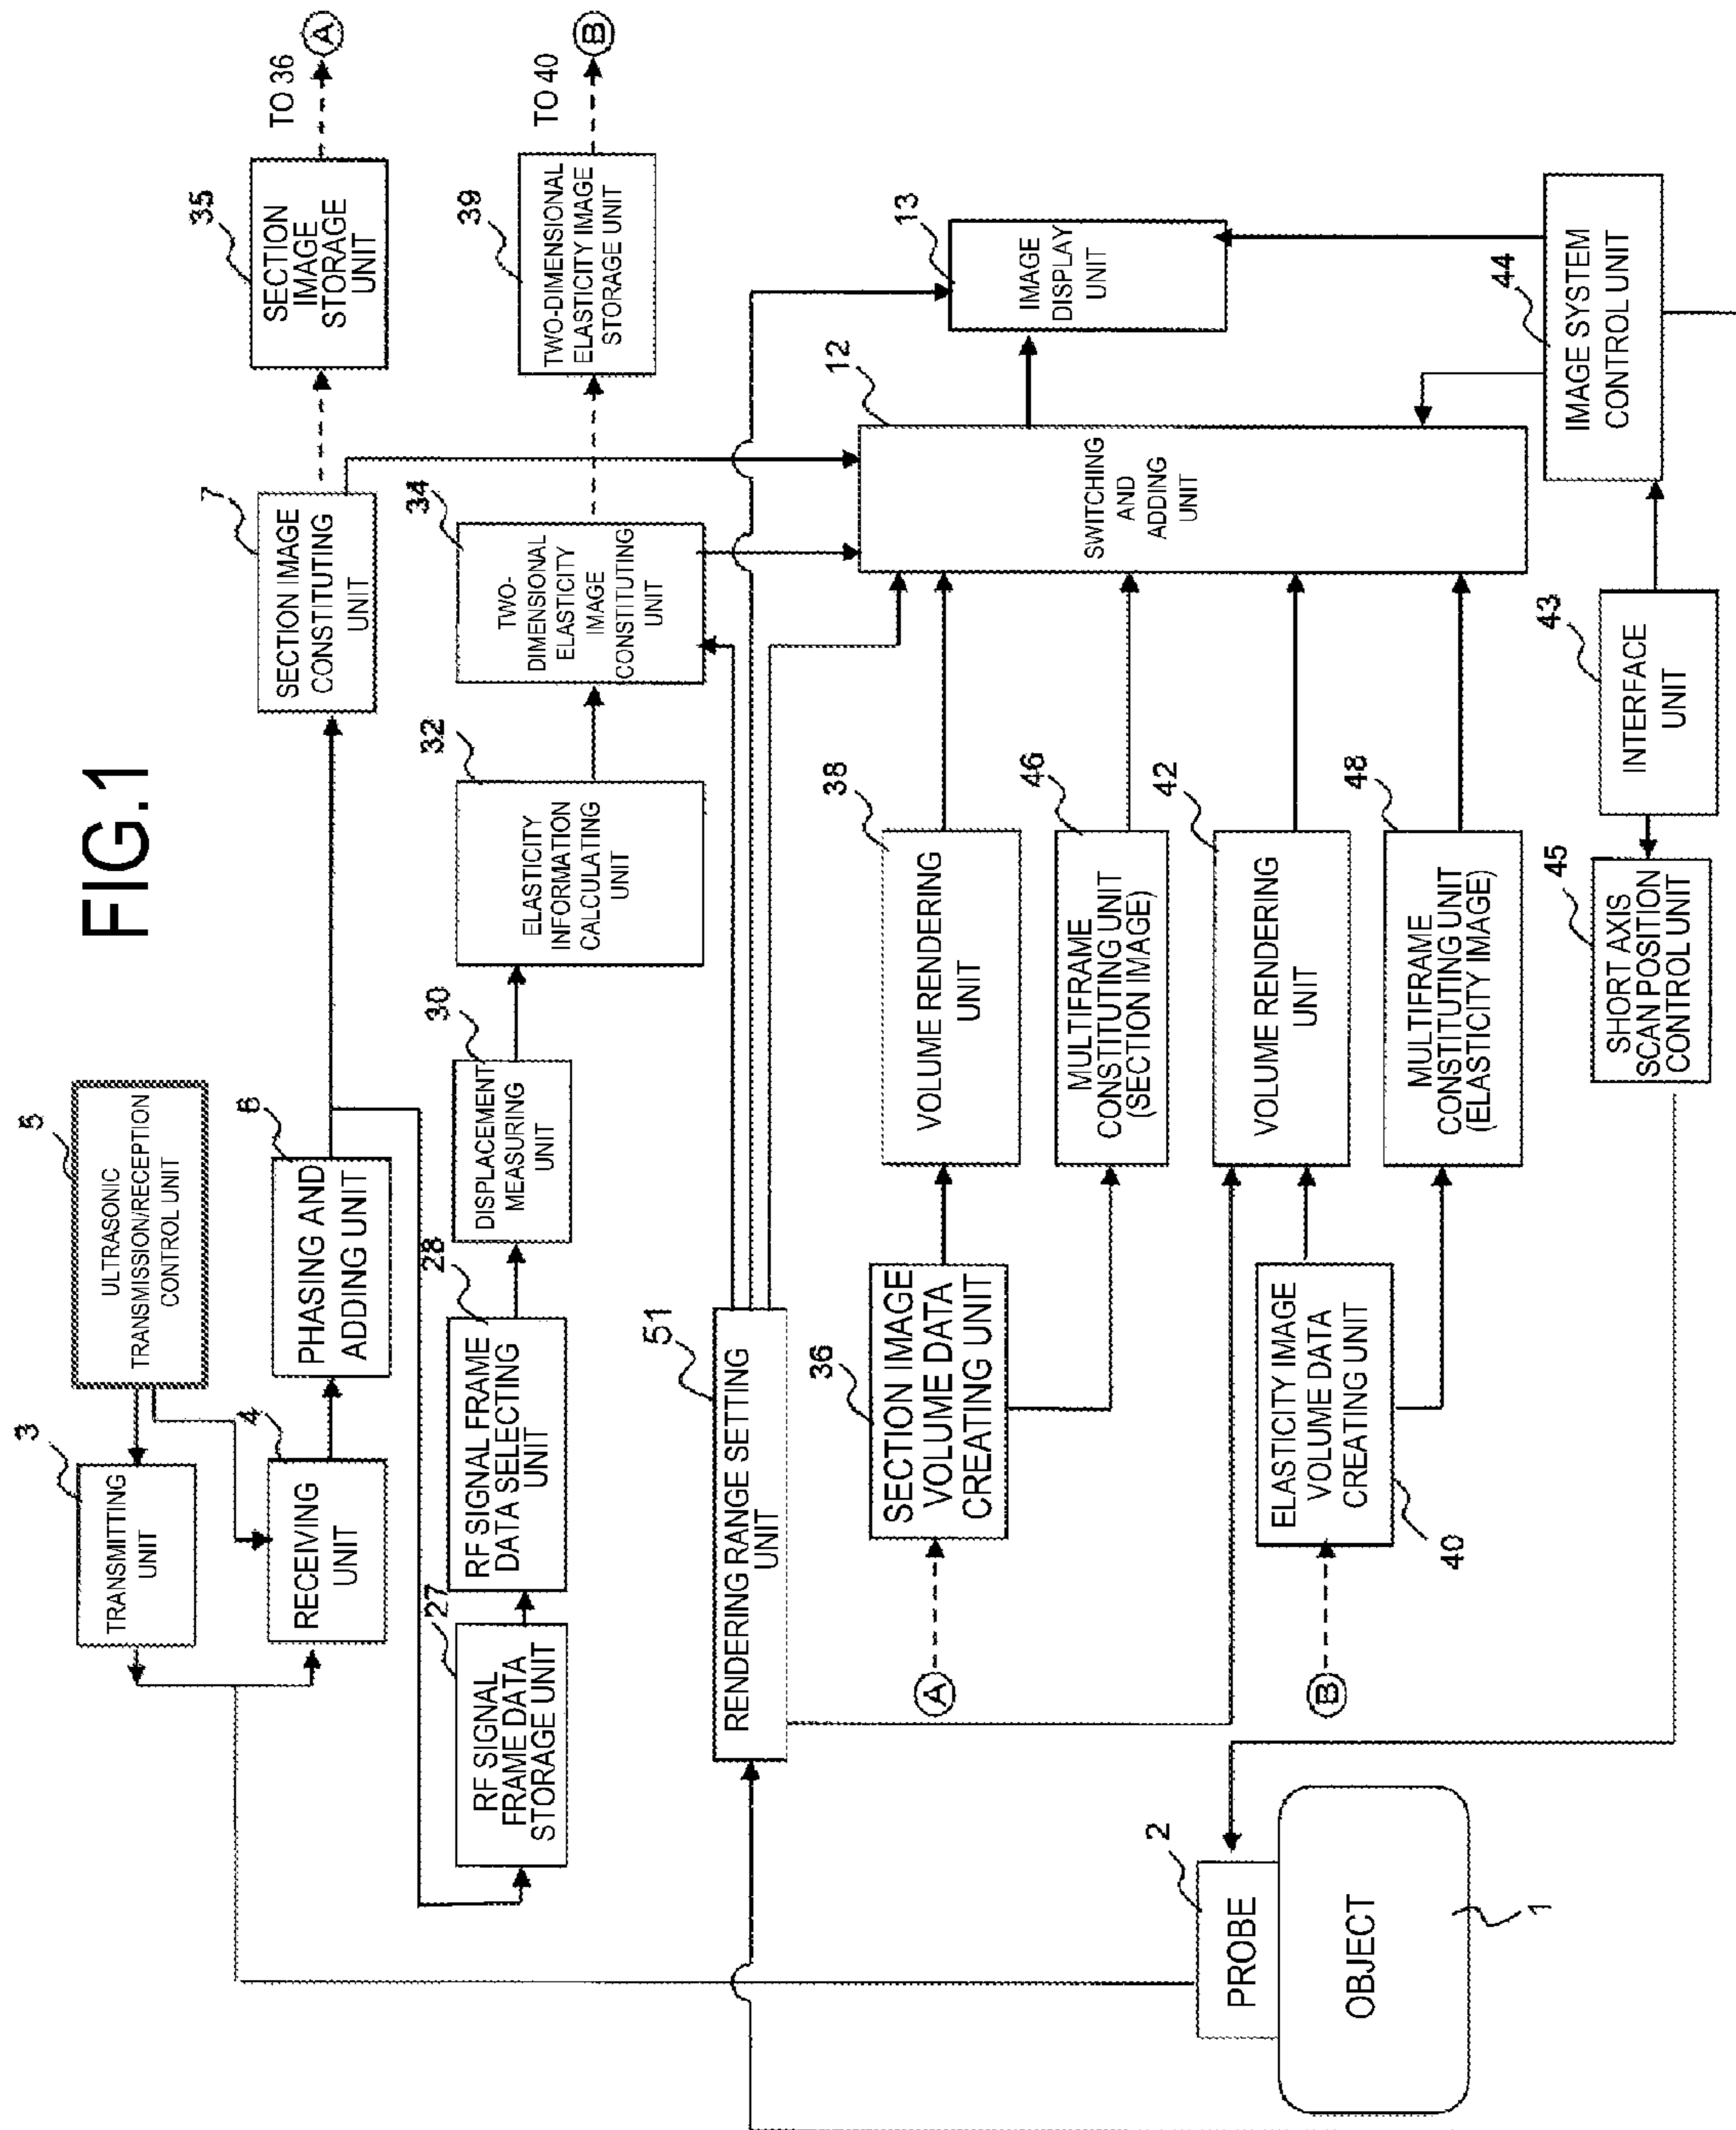 FIG.1
5
ULTRASONIC
TRANSMISSION/RECEPTION
CONTROL UNIT
3
TRANSMITTING
UNIT
4
RECEIVING
UNIT
6
PHASING AND
ADDING UNIT
7
SECTION IMAGE
CONSTITUTING
UNIT
35
SECTION
IMAGE
STORAGE
UNIT
TO 36
A
27
RF SIGNAL
FRAME DATA
STORAGE UNIT
28
RF SIGNAL FRAME
DATA SELECTING
UNIT
30
DISPLACEMENT
MEASURING
UNIT
32
ELASTICITY
INFORMATION
CALCULATING
UNIT
34
TWO-
DIMENSIONAL
ELASTICITY
IMAGE
CONSTITUTING
UNIT
39
TWO-DIMENSIONAL
ELASTICITY IMAGE
STORAGE UNIT
TO 40
B
51
RENDERING RANGE SETTING
UNIT
A
36
SECTION IMAGE
VOLUME DATA
CREATING UNIT
38
VOLUME RENDERING
UNIT
46
MULTIFRAME
CONSTITUTING UNIT
(SECTION IMAGE)
B
40
ELASTICITY IMAGE
VOLUME DATA
CREATING UNIT
42
VOLUME RENDERING
UNIT
48
MULTIFRAME
CONSTITUTING UNIT
(ELASTICITY IMAGE)
12
SWITCHING
AND
ADDING
UNIT
13
IMAGE
DISPLAY
UNIT
2
PROBE
OBJECT
1
45
SHORT AXIS
SCAN POSITION
CONTROL UNIT
43
INTERFACE
UNIT
44
IMAGE SYSTEM
CONTROL UNIT